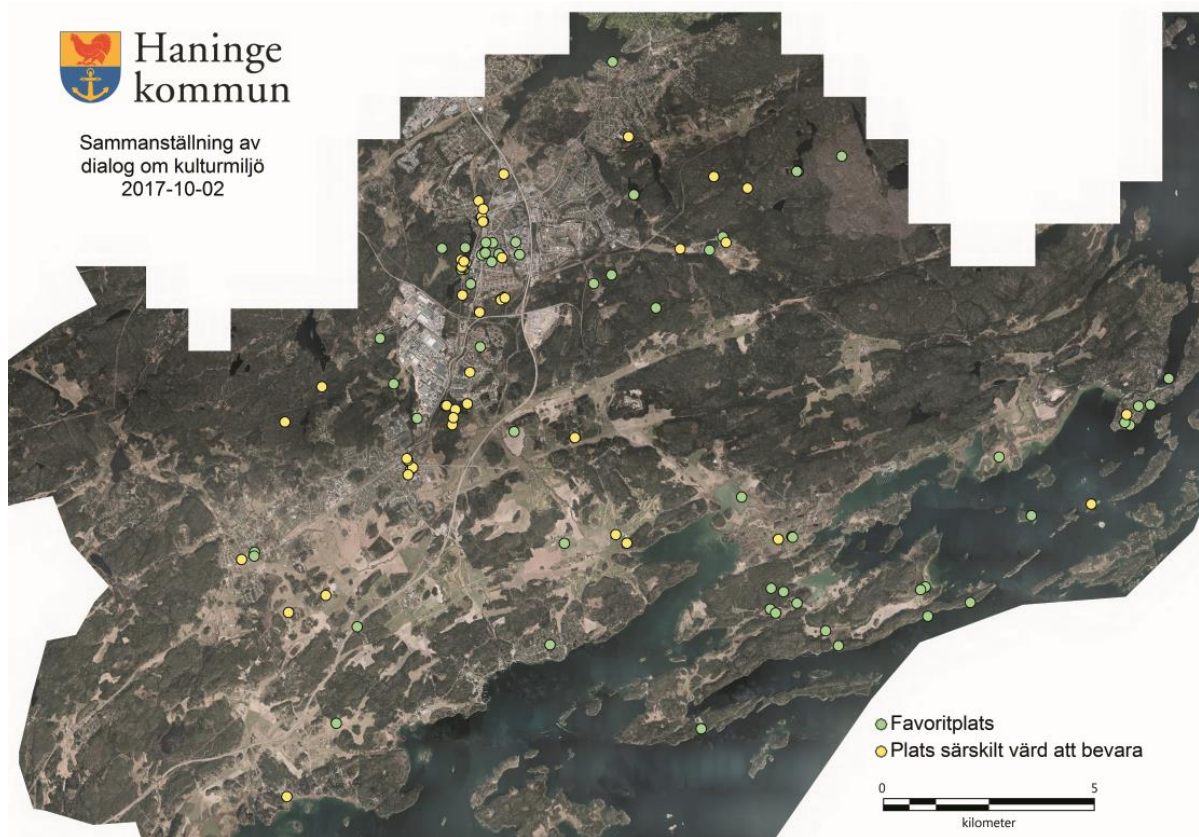 Haninge
kommun
Sammanställning av
dialog om kulturmiljö
2017-10-02
Favoritplats
Plats särskilt värd att bevara
0 5
kilometer